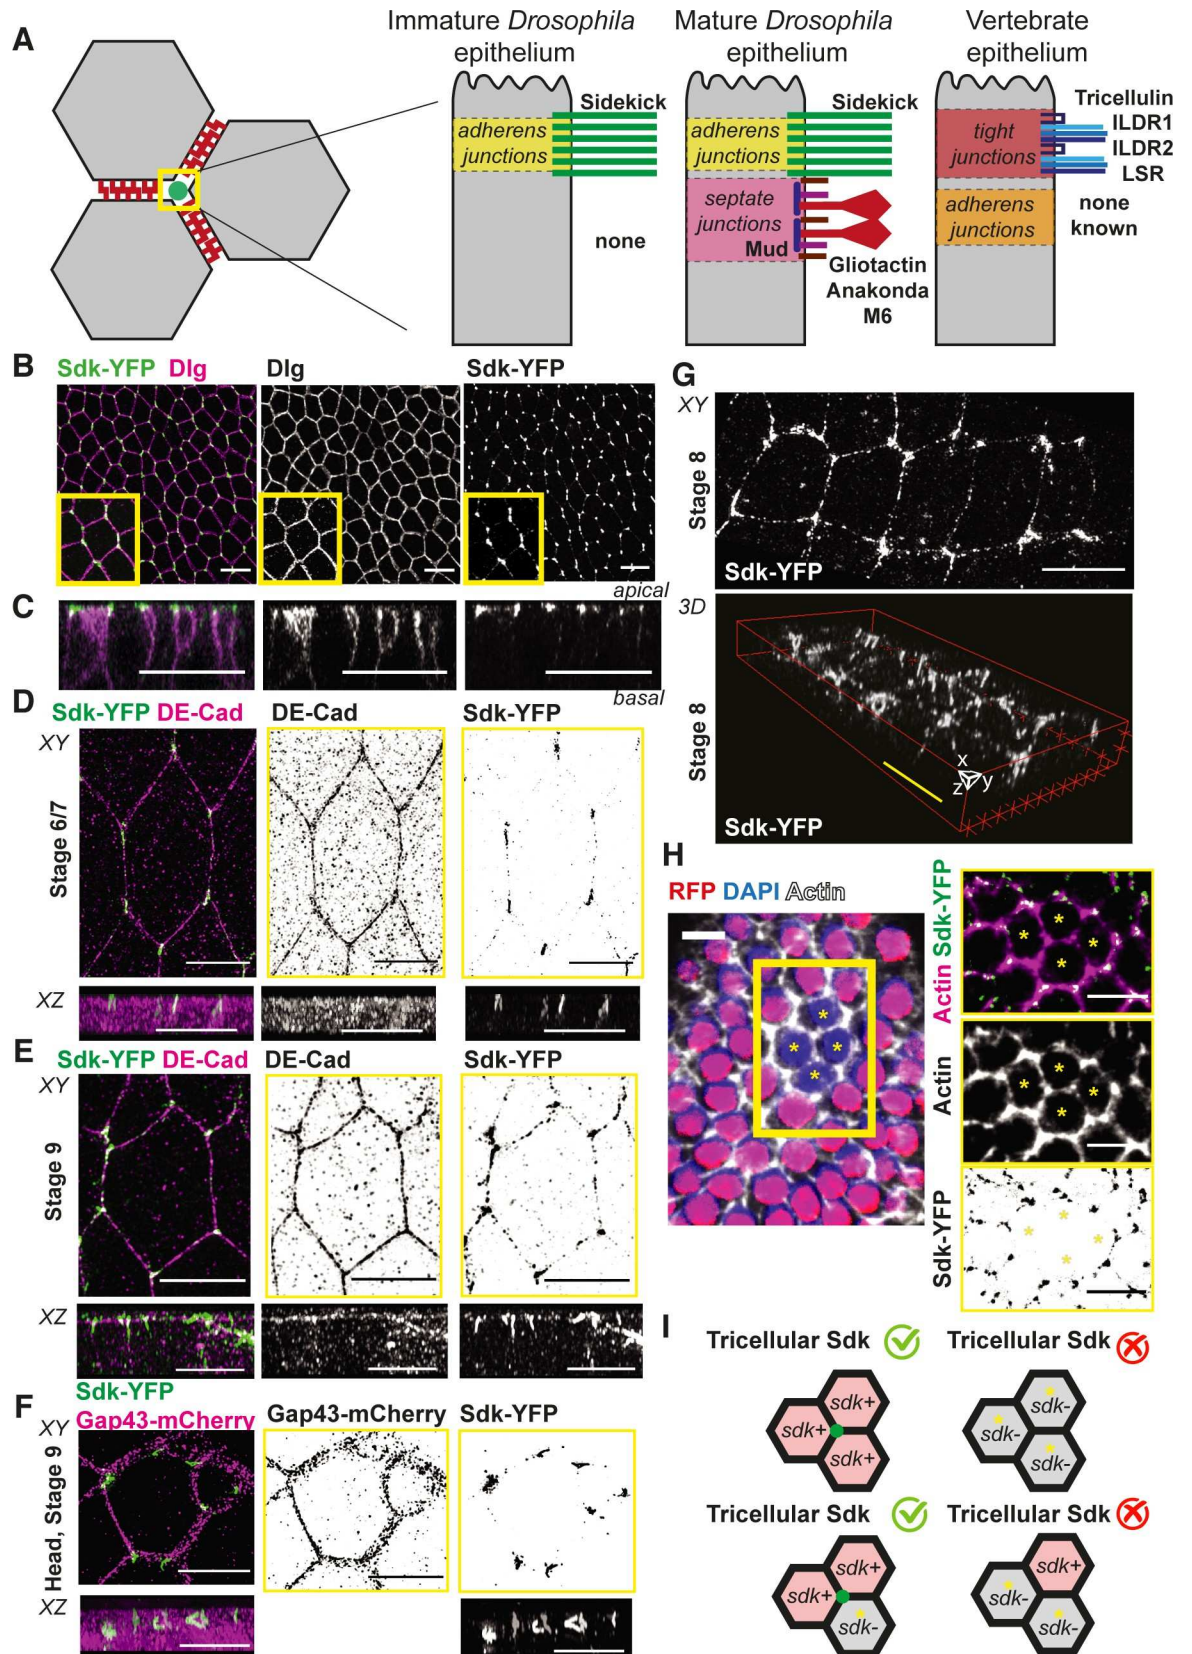 A
Immature Drosophila
epithelium
Mature Drosophila
epithelium
Vertebrate
epithelium
Sidekick
adherens
junctions
none
Sidekick
adherens
junctions
septate
junctions
Mud
Gliotactin
Anakonda
M6
Tricellulin
ILDR1
ILDR2
LSR
tight
junctions
adherens
junctions
none
known
B
Sdk-YFP Dlg
Dlg
Sdk-YFP
C
apical
basal
D
Sdk-YFP DE-Cad
DE-Cad
Sdk-YFP
XY
Stage 6/7
XZ
E
Sdk-YFP DE-Cad
DE-Cad
Sdk-YFP
XY
Stage 9
XZ
F
Sdk-YFP
Gap43-mCherry
Gap43-mCherry
Sdk-YFP
XY
Head, Stage 9
XZ
G
XY
Stage 8
Sdk-YFP
3D
Stage 8
x
y
z
Sdk-YFP
H
RFP DAPI Actin
Actin Sdk-YFP
Actin
Sdk-YFP
I
Tricellular Sdk
sdk+
sdk+
sdk+
Tricellular Sdk
sdk-
sdk-
sdk-
Tricellular Sdk
sdk+
sdk+
sdk-
Tricellular Sdk
sdk+
sdk-
sdk-